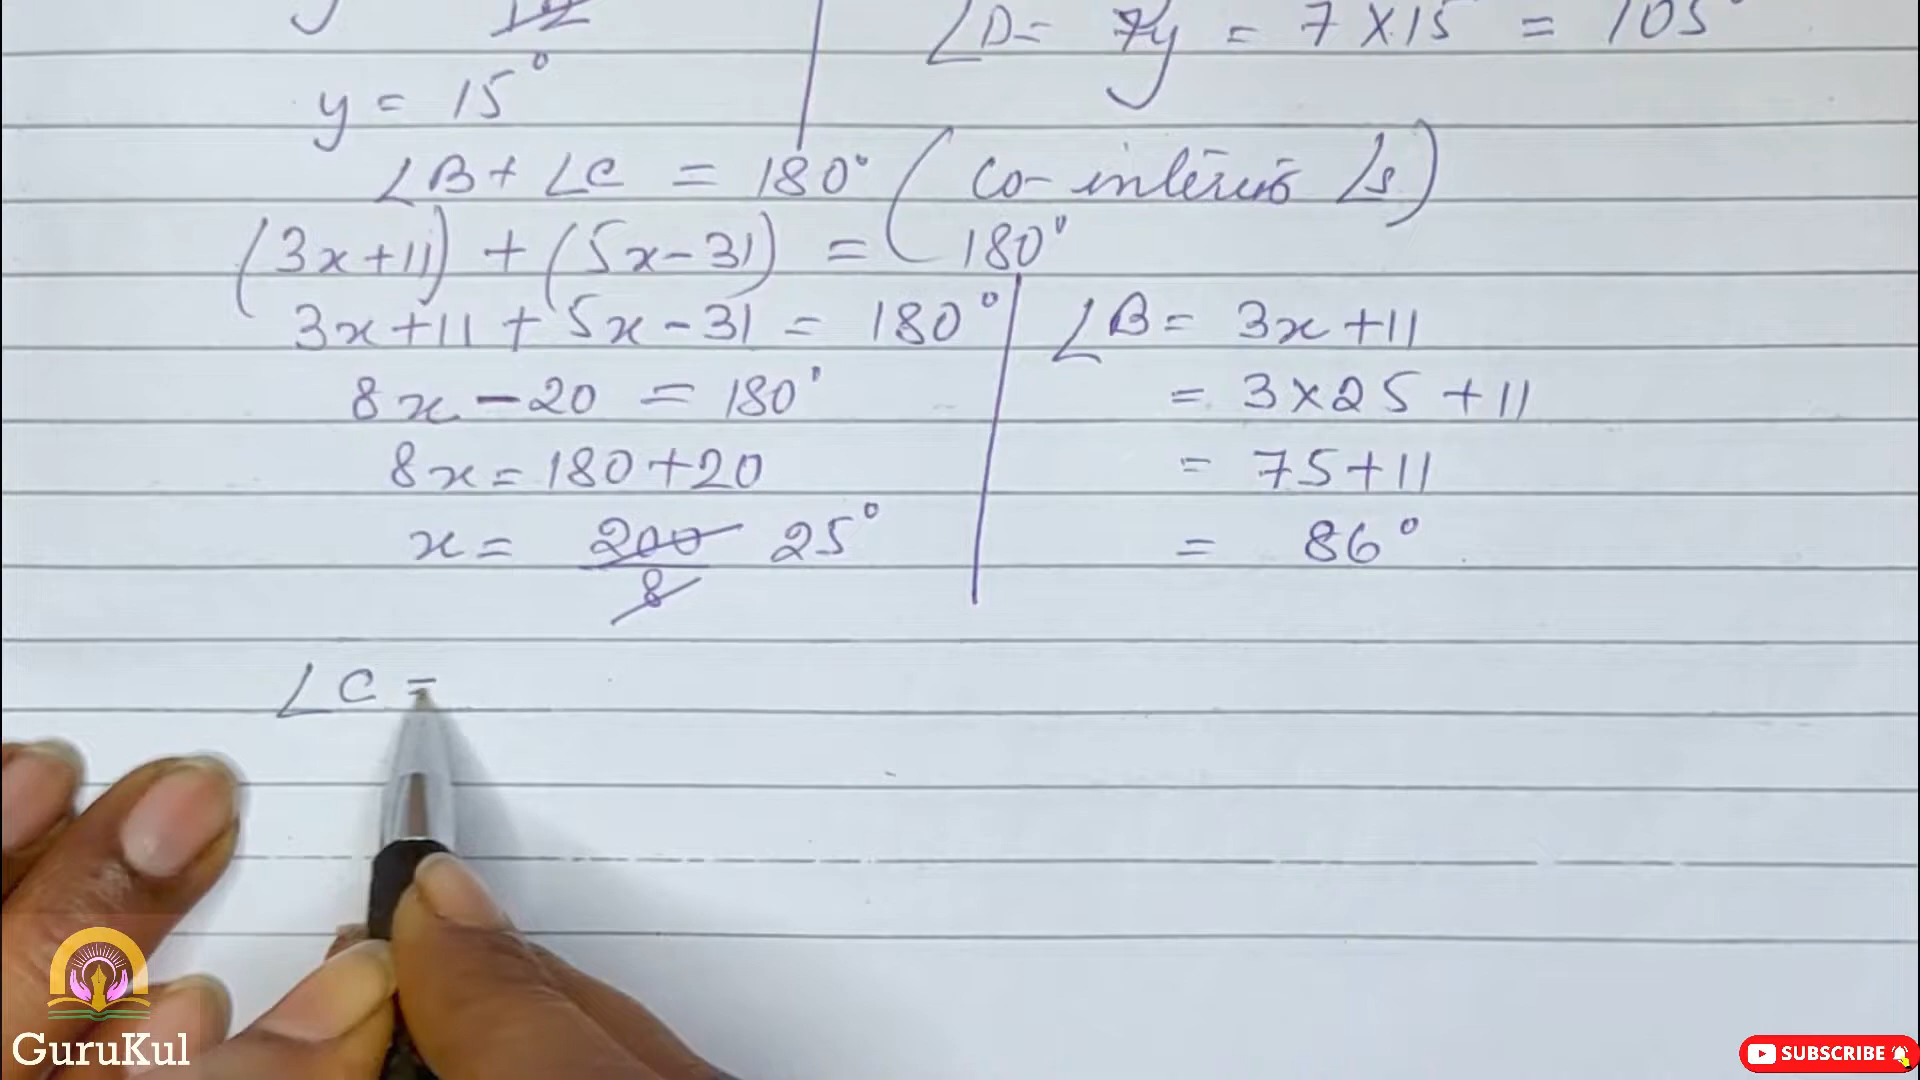 ∠D = 7y = 7 × 15 = 105°
y = 15°
∠B + ∠C = 180° (Co-interior ∠s)
(3x+11) + (5x-31) = 180°
3x+11 + 5x-31 = 180°
8x - 20 = 180°
8x = 180+20
x = 200/8 25°
∠B = 3x+11
= 3×25+11
= 75+11
= 86°
∠C =
GuruKul
SUBSCRIBE